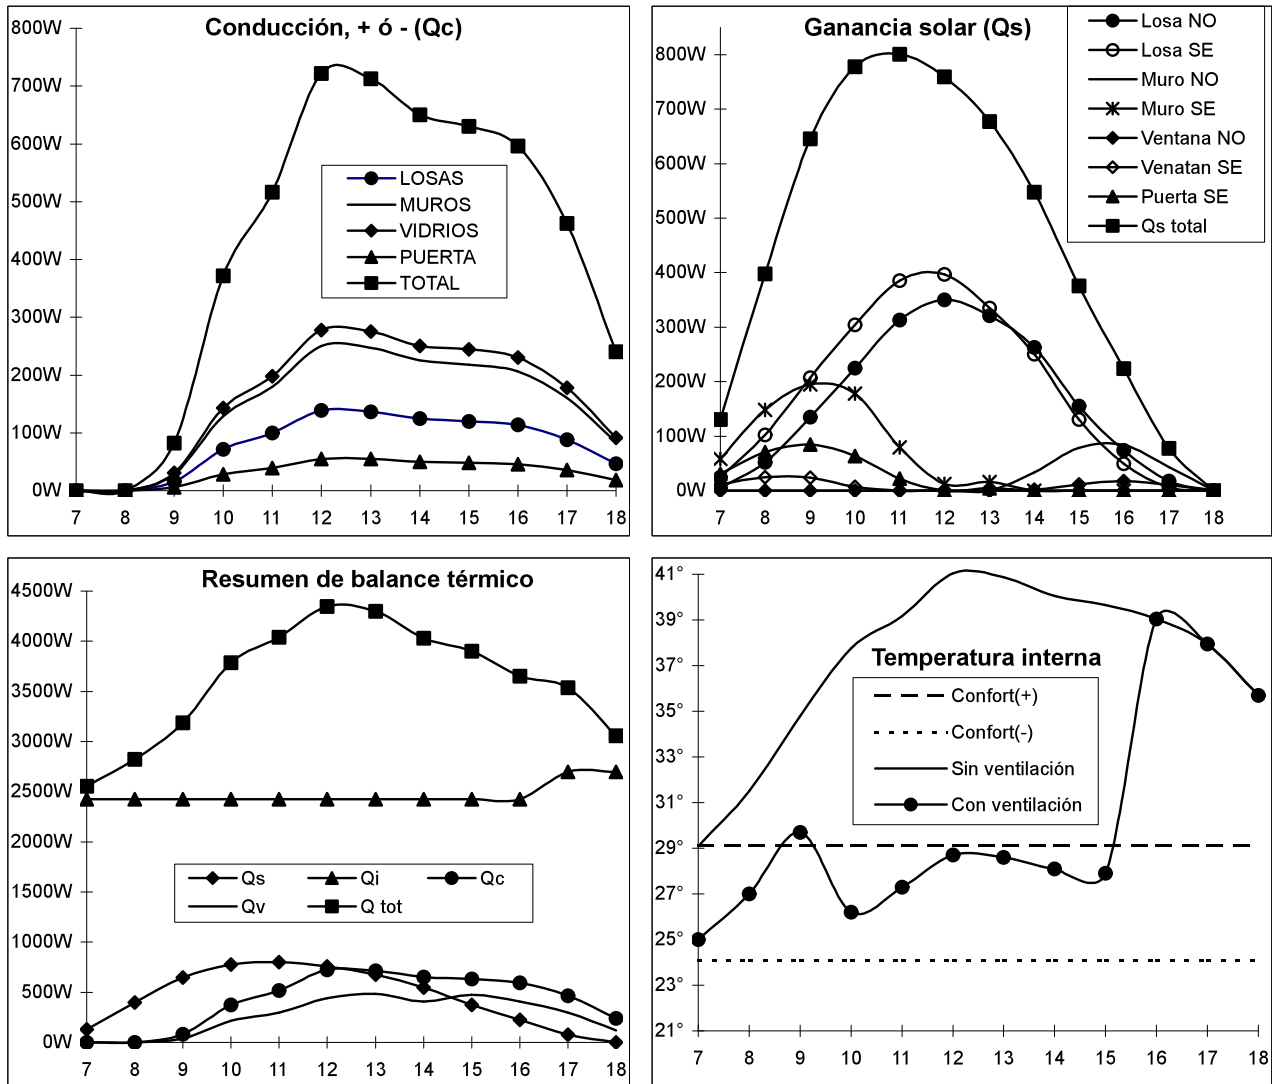 Conducción, + ó - (Qc)
800W
700W
600W
500W
400W
300W
200W
100W
0W
7 8 9 10 11 12 13 14 15 16 17 18
LOSAS
MUROS
VIDRIOS
PUERTA
TOTAL
Ganancia solar (Qs)
800W
700W
600W
500W
400W
300W
200W
100W
0W
7 8 9 10 11 12 13 14 15 16 17 18
Losa NO
Losa SE
Muro NO
Muro SE
Ventana NO
Venatan SE
Puerta SE
Qs total
Resumen de balance térmico
4500W
4000W
3500W
3000W
2500W
2000W
1500W
1000W
500W
0W
7 8 9 10 11 12 13 14 15 16 17 18
Qs Qi Qc
Qv Q tot
Temperatura interna
41°
39°
37°
35°
33°
31°
29°
27°
25°
23°
21°
7 8 9 10 11 12 13 14 15 16 17 18
Confort(+)
Confort(-)
Sin ventilación
Con ventilación